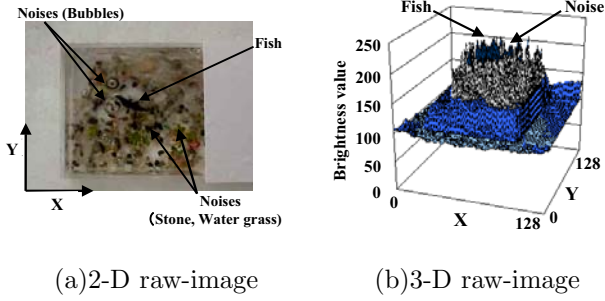 Noises (Bubbles)
Fish
Y
X
Noises
(Stone, Water grass)
(a)2-D raw-image
Fish
Noise
Brightness value
250
200
150
100
50
0
0
X
128
0
Y
128
(b)3-D raw-image